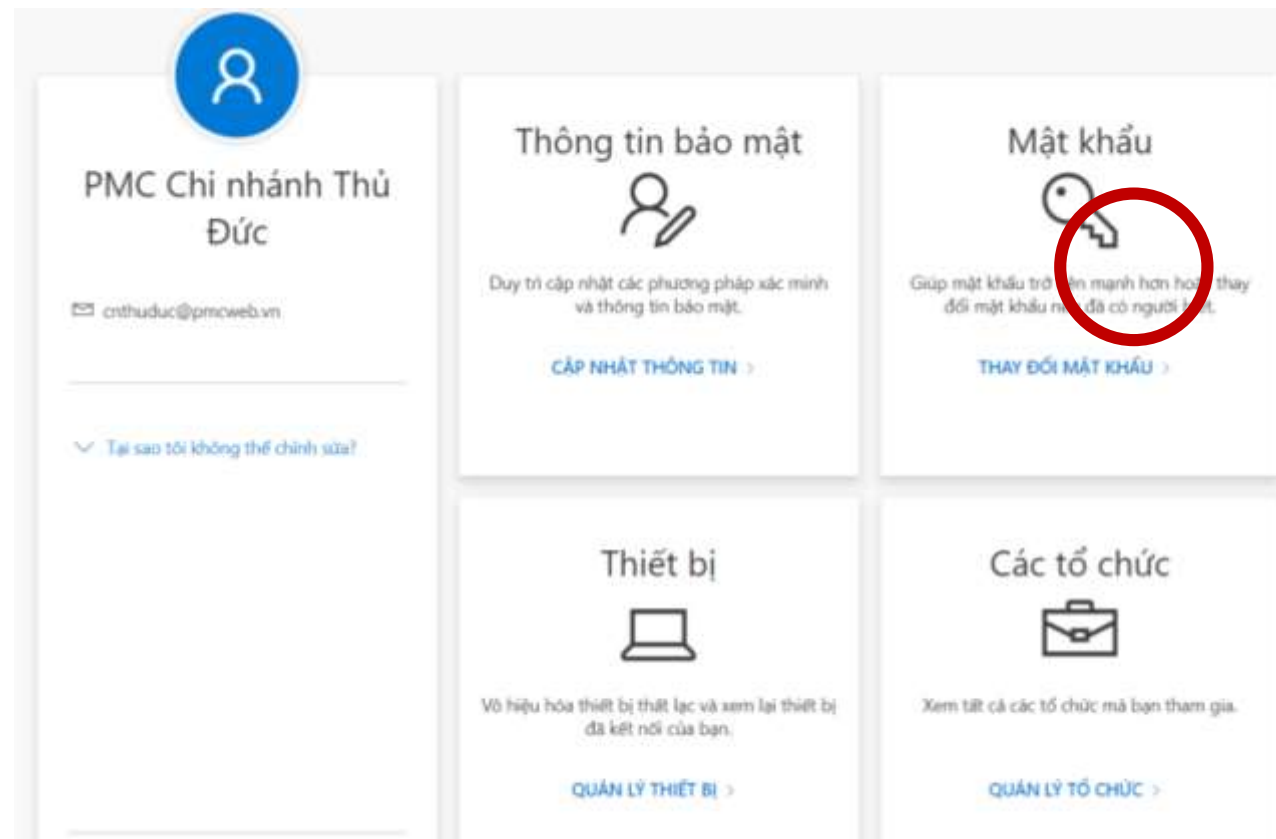 PMC Chi nhánh Thủ
Đức
cnthuduc@pmcweb.vn
Tại sao tôi không thể chỉnh sửa?
Thông tin bảo mật
Duy trì cập nhật các phương pháp xác minh
và thông tin bảo mật.
CẬP NHẬT THÔNG TIN >
Mật khẩu
Giúp mật khẩu trở nên mạnh hơn hoặc thay
đổi mật khẩu nếu đã có người biết.
THAY ĐỔI MẬT KHẨU >
Thiết bị
Vô hiệu hóa thiết bị thất lạc và xem lại thiết bị
đã kết nối của bạn.
QUẢN LÝ THIẾT BỊ >
Các tổ chức
Xem tất cả các tổ chức mà bạn tham gia.
QUẢN LÝ TỔ CHỨC >